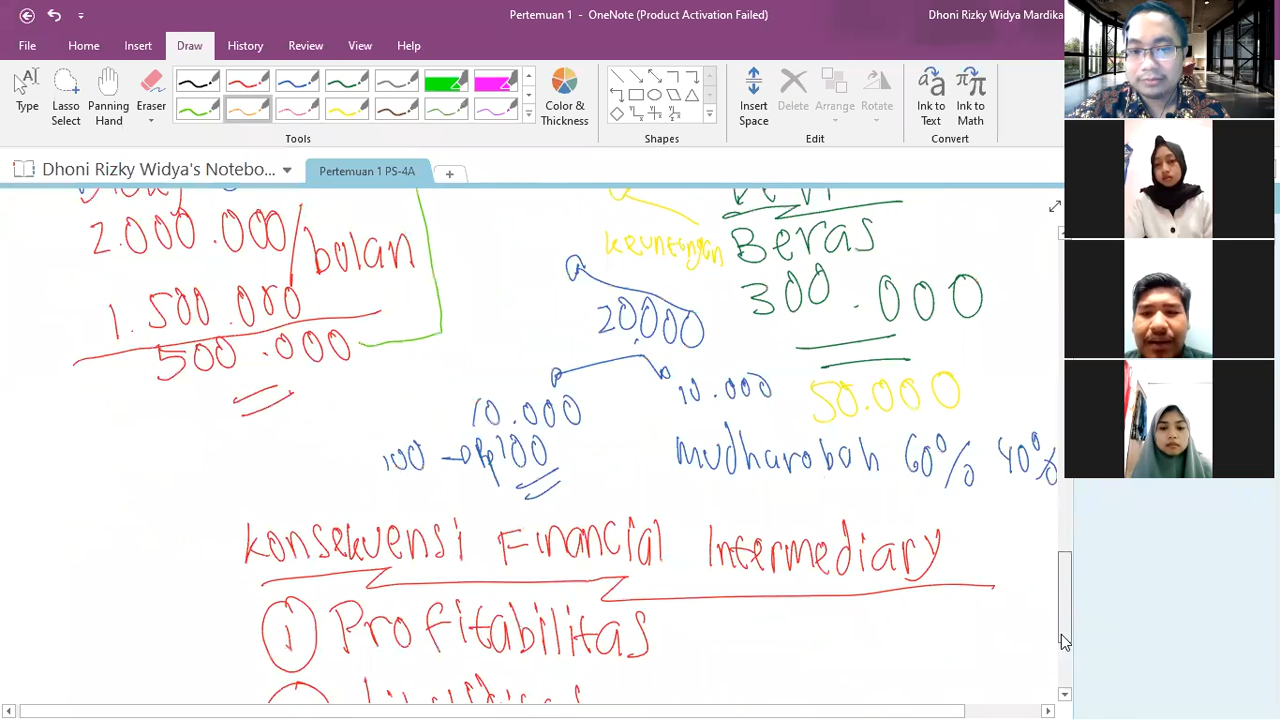 Pertemuan 1 - OneNote (Product Activation Failed)
Dhoni Rizky Widya Mardika
File Home Insert Draw History Review View Help
Type
Lasso Select
Panning Hand
Eraser
Color & Thickness
Insert Space
Delete
Arrange
Rotate
Ink to Text
Ink to Math
Tools
Shapes
Edit
Convert
Dhoni Rizky Widya's Notebo...
Pertemuan 1 PS-4A
2.000.000/bulan
1.500.000
500.000
keuntungan
Beras
300.000
20.000
10.000
10.000
50.000
100 → Rp 100
mudharobah 60% 40%
Konsekuensi Financial Intermediary
1 Profitabilitas